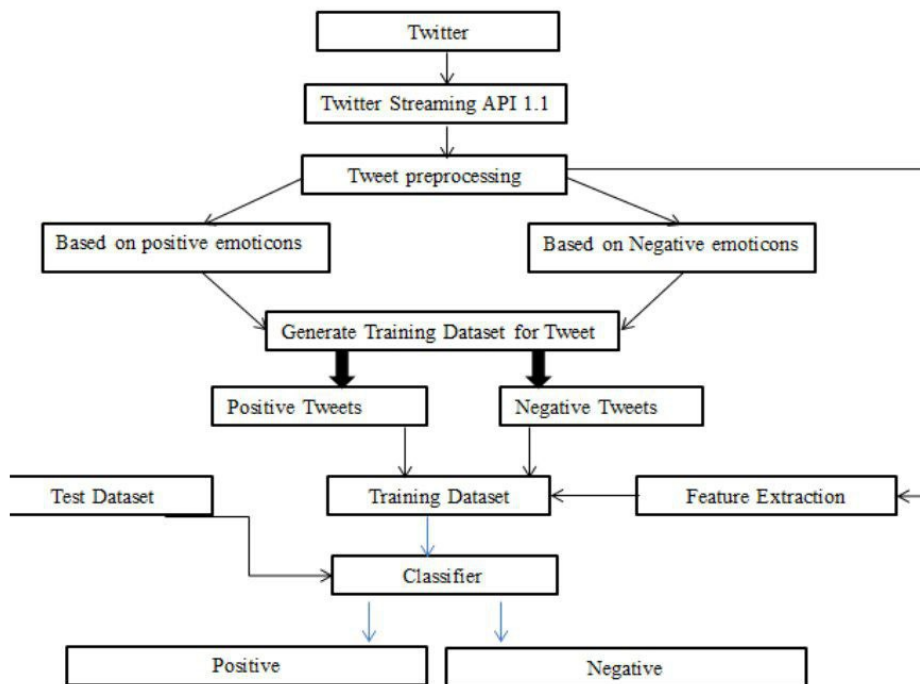 Twitter
Twitter Streaming API 1.1
Tweet preprocessing
Based on positive emoticons
Based on Negative emoticons
Generate Training Dataset for Tweet
Positive Tweets
Negative Tweets
Test Dataset
Training Dataset
Feature Extraction
Classifier
Positive
Negative